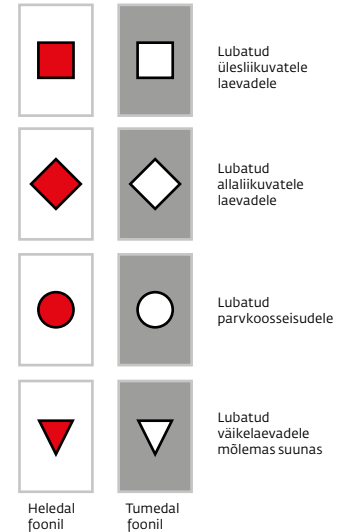 Lubatud
ülesliikuvatele
laevadele
Lubatud
allaliikuvatele
laevadele
Lubatud
parvkoosseisudele
Lubatud
väikelaevadele
mõlemas suunas
Heledal
foonil
Tumedal
foonil